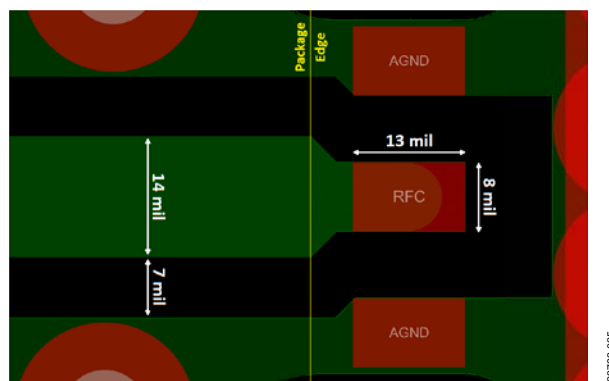 Package
Edge
AGND
13 mil
RFC
8 mil
14 mil
7 mil
AGND